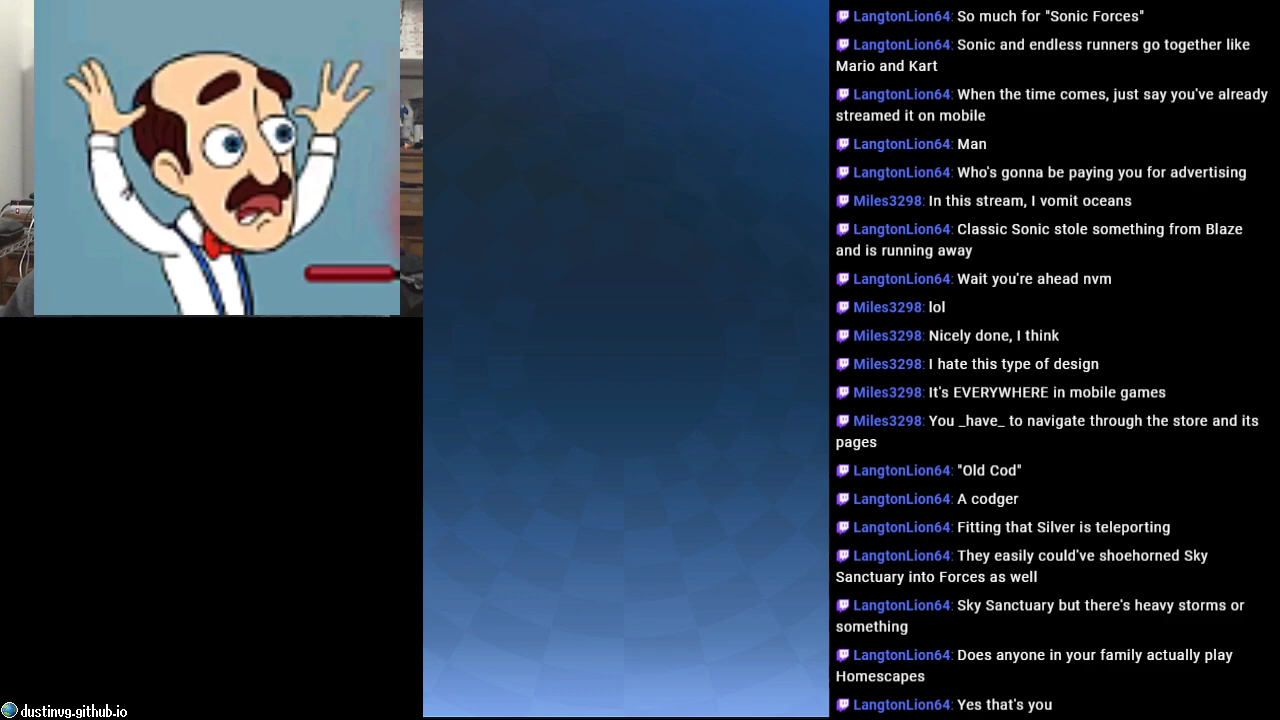 LangtonLion64: So much for "Sonic Forces"
LangtonLion64: Sonic and endless runners go together like
Mario and Kart
LangtonLion64: When the time comes, just say you've already
streamed it on mobile
LangtonLion64: Man
LangtonLion64: Who's gonna be paying you for advertising
Miles3298: In this stream, I vomit oceans
LangtonLion64: Classic Sonic stole something from Blaze
and is running away
LangtonLion64: Wait you're ahead nvm
Miles3298: lol
Miles3298: Nicely done, I think
Miles3298: I hate this type of design
Miles3298: It's EVERYWHERE in mobile games
Miles3298: You _have_ to navigate through the store and its
pages
LangtonLion64: "Old Cod"
LangtonLion64: A codger
LangtonLion64: Fitting that Silver is teleporting
LangtonLion64: They easily could've shoehorned Sky
Sanctuary into Forces as well
LangtonLion64: Sky Sanctuary but there's heavy storms or
something
LangtonLion64: Does anyone in your family actually play
Homescapes
LangtonLion64: Yes that's you
dustinvg.github.io